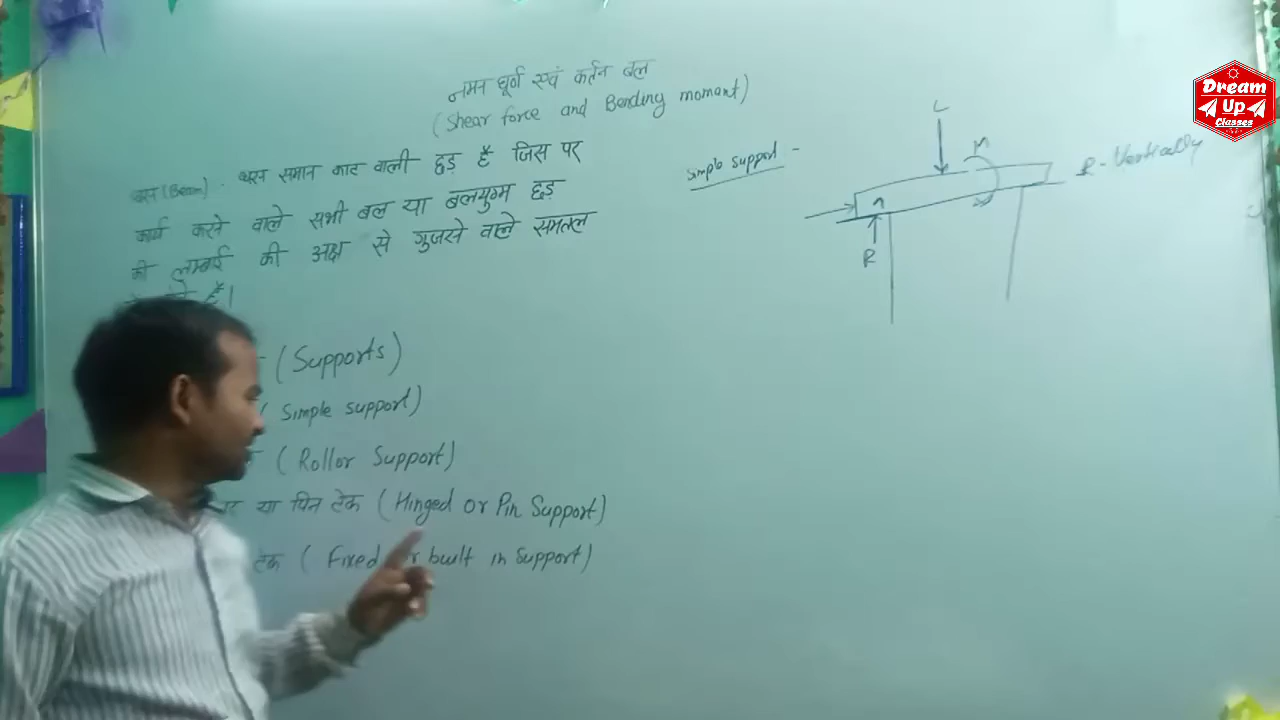 नमन घूर्ण एवं कर्तन बल
(Shear force and Bending moment)
धरन (Beam) - धरन समान काट वाली छड़ है जिस पर
कार्य करने वाले सभी बल या बलयुग्म छड़
की लम्बाई की अक्ष से गुजरने वाले समतल
है।
(Supports)
(Simple support)
(Rollor Support)
या पिन टेक (Hinged or Pin Support)
टेक (Fixed or built in Support)
Simple support -
L
M
R - Vertically
R
Dream
Up
Classes